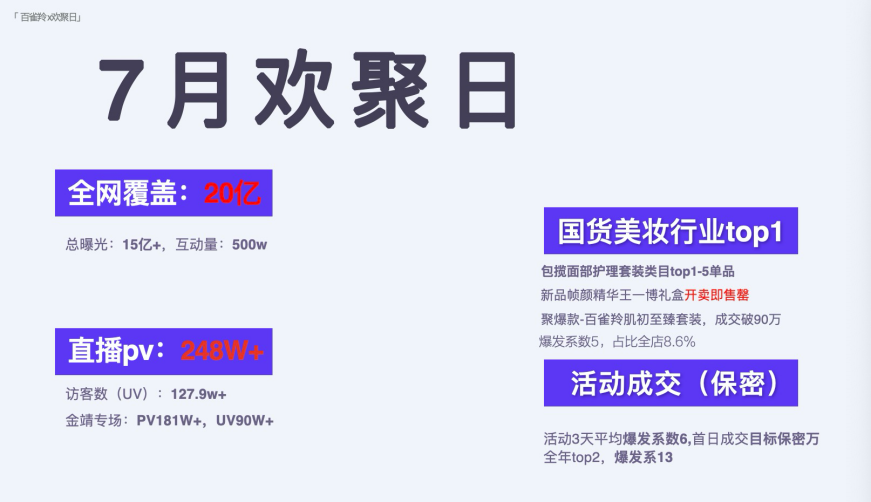 「 百雀羚x欢聚日」
7月欢聚日
全网覆盖：20亿
总曝光：15亿+，互动量：500w
直播pv：248W+
访客数（UV）：127.9w+
金靖专场：PV181W+，UV90W+
国货美妆行业top1
包揽面部护理套装类目top1-5单品
新品帧颜精华王一博礼盒开卖即售罄
聚爆款-百雀羚肌初至臻套装，成交破90万
爆发系数5，占比全店8.6%
活动成交（保密）
活动3天平均爆发系数6,首日成交目标保密万
全年top2，爆发系13